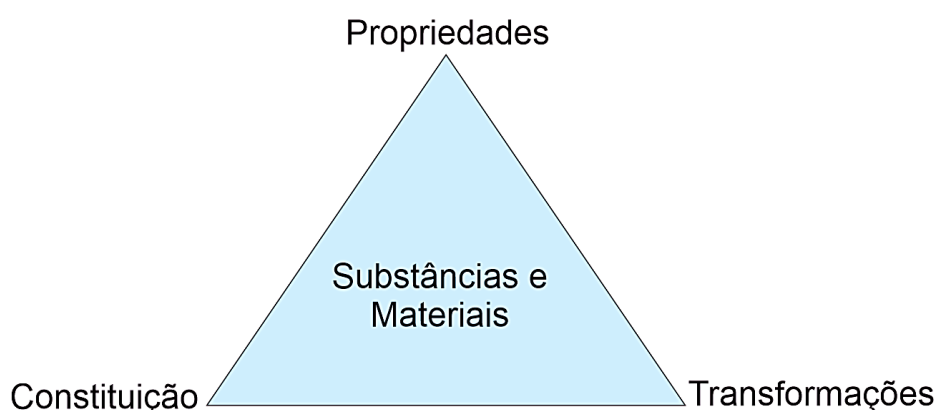 Propriedades
Substâncias e
Materiais
Constituição
Transformações